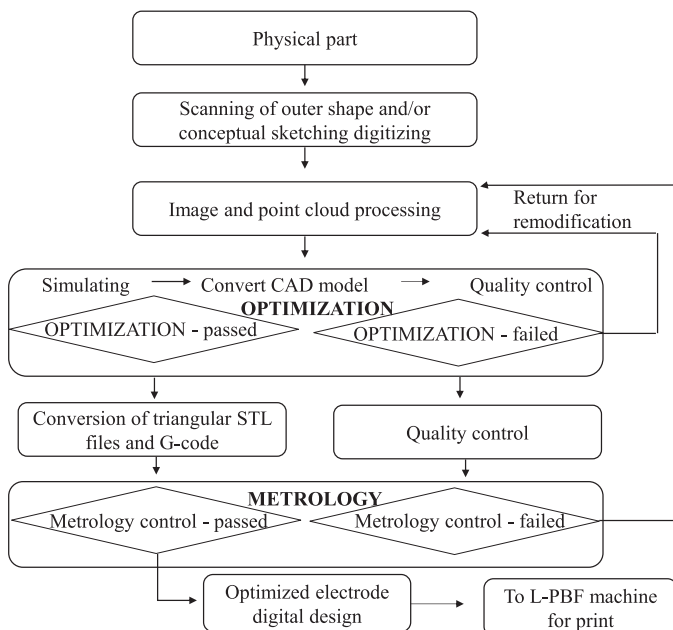 Physical part
Scanning of outer shape and/or
conceptual sketching digitizing
Image and point cloud processing
Return for
remodification
Simulating Convert CAD model Quality control
OPTIMIZATION
OPTIMIZATION - passed OPTIMIZATION - failed
Conversion of triangular STL
files and G-code
Quality control
METROLOGY
Metrology control - passed Metrology control - failed
Optimized electrode
digital design
To L-PBF machine
for print